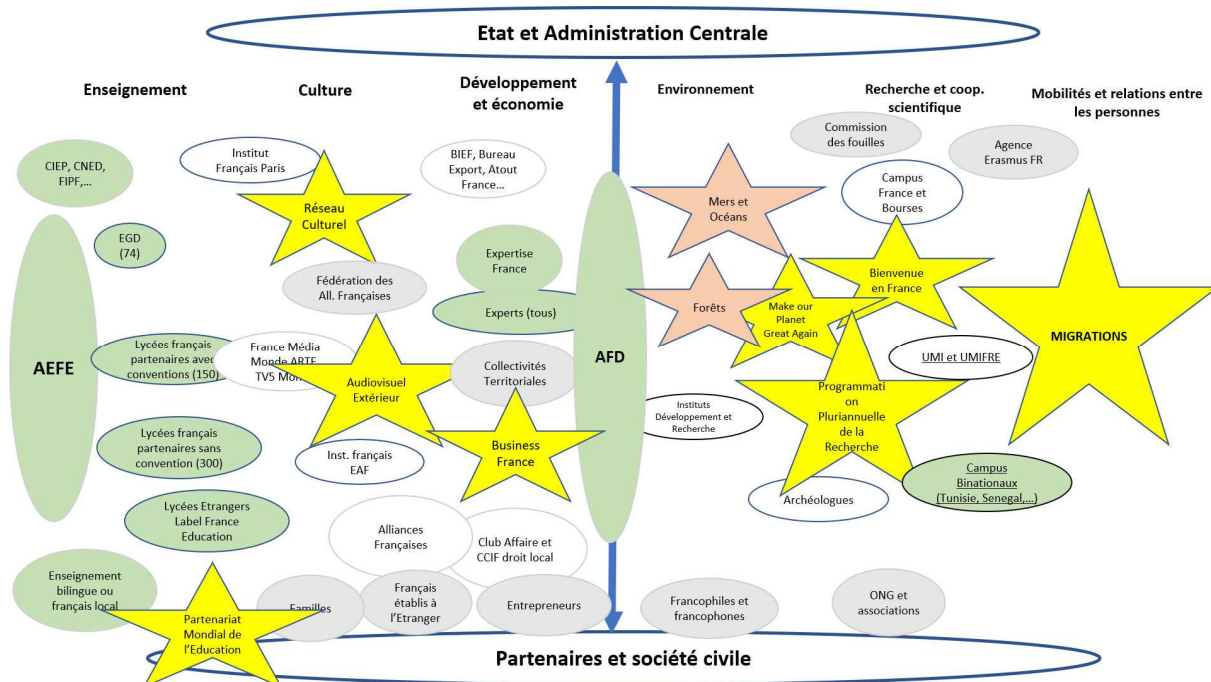 Etat et Administration Centrale
Enseignement
Culture
Développement
et économie
Environnement
Recherche et coop.
scientifique
Mobilités et relations entre
les personnes
CIEP, CNED,
FIPF,...
Institut
Français Paris
BIEF, Bureau
Export, Atout
France...
Commission
des fouilles
Agence
Erasmus FR
Réseau
Culturel
Mers et
Océans
Campus
France et
Bourses
EGD
(74)
Expertise
France
Bienvenue
en France
Fédération des
All. Françaises
Experts (tous)
Forêts
Make our
Planet
Great Again
MIGRATIONS
AEFE
Lycées français
partenaires avec
conventions (150)
France Média
Monde ARTE
TV5 Mon
Audiovisuel
Extérieur
Collectivités
Territoriales
AFD
UMI et UMIFRE
Programmati
on
Pluriannuelle
de la
Recherche
Instituts
Développement et
Recherche
Lycées français
partenaires sans
convention (300)
Inst. français
EAF
Business
France
Campus
Binationaux
(Tunisie, Senegal,...)
Archéologues
Lycées Etrangers
Label France
Education
Alliances
Françaises
Club Affaire et
CCIF droit local
Enseignement
bilingue ou
français local
Partenariat
Mondial de
l'Education
Familles
Français
établis à
l'Etranger
Entrepreneurs
Francophiles et
francophones
ONG et
associations
Partenaires et société civile